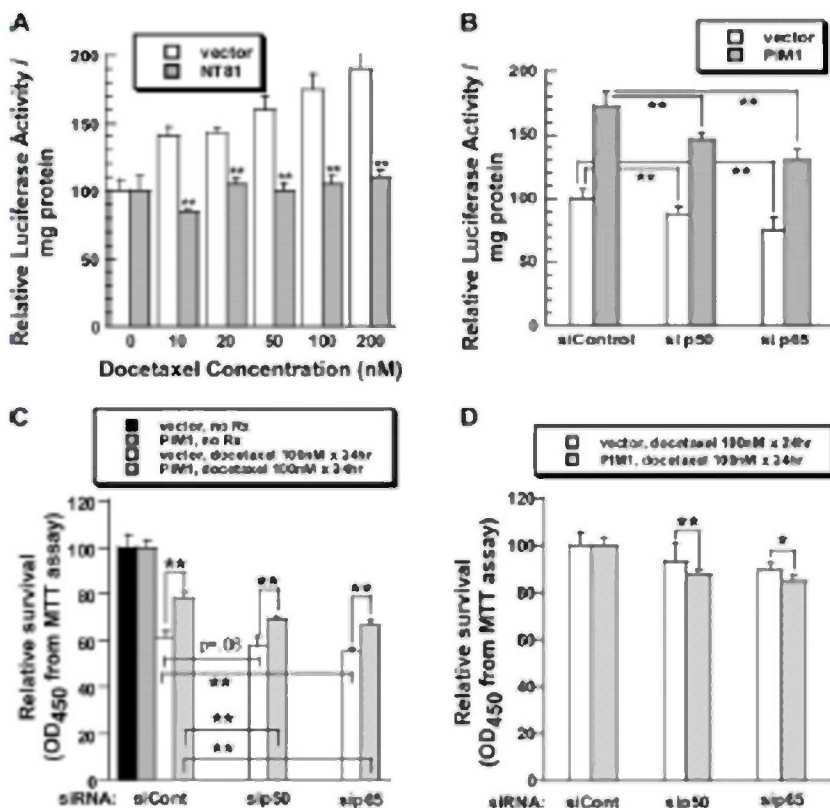 A
vector
NT81
Relative Luciferase Activity /
mg protein
200
150
100
50
0
** ** ** ** **
0 10 20 50 100 200
Docetaxel Concentration (nM)
B
vector
PIM1
Relative Luciferase Activity /
mg protein
200
150
100
50
0
** **
** **
siControl sip50 sip65
C
vector, no Rx
PIM1, no Rx
vector, docetaxel 100nM x 24hr
PIM1, docetaxel 100nM x 24hr
Relative survival
(OD450 from MTT assay)
120
100
80
60
40
20
0
** ** **
p=.06
**
**
**
siRNA: siCont sip50 sip65
D
vector, docetaxel 100nM x 24hr
PIM1, docetaxel 100nM x 24hr
Relative survival
(OD450 from MTT assay)
120
100
80
60
40
20
0
** *
siRNA: siCont sip50 sip65